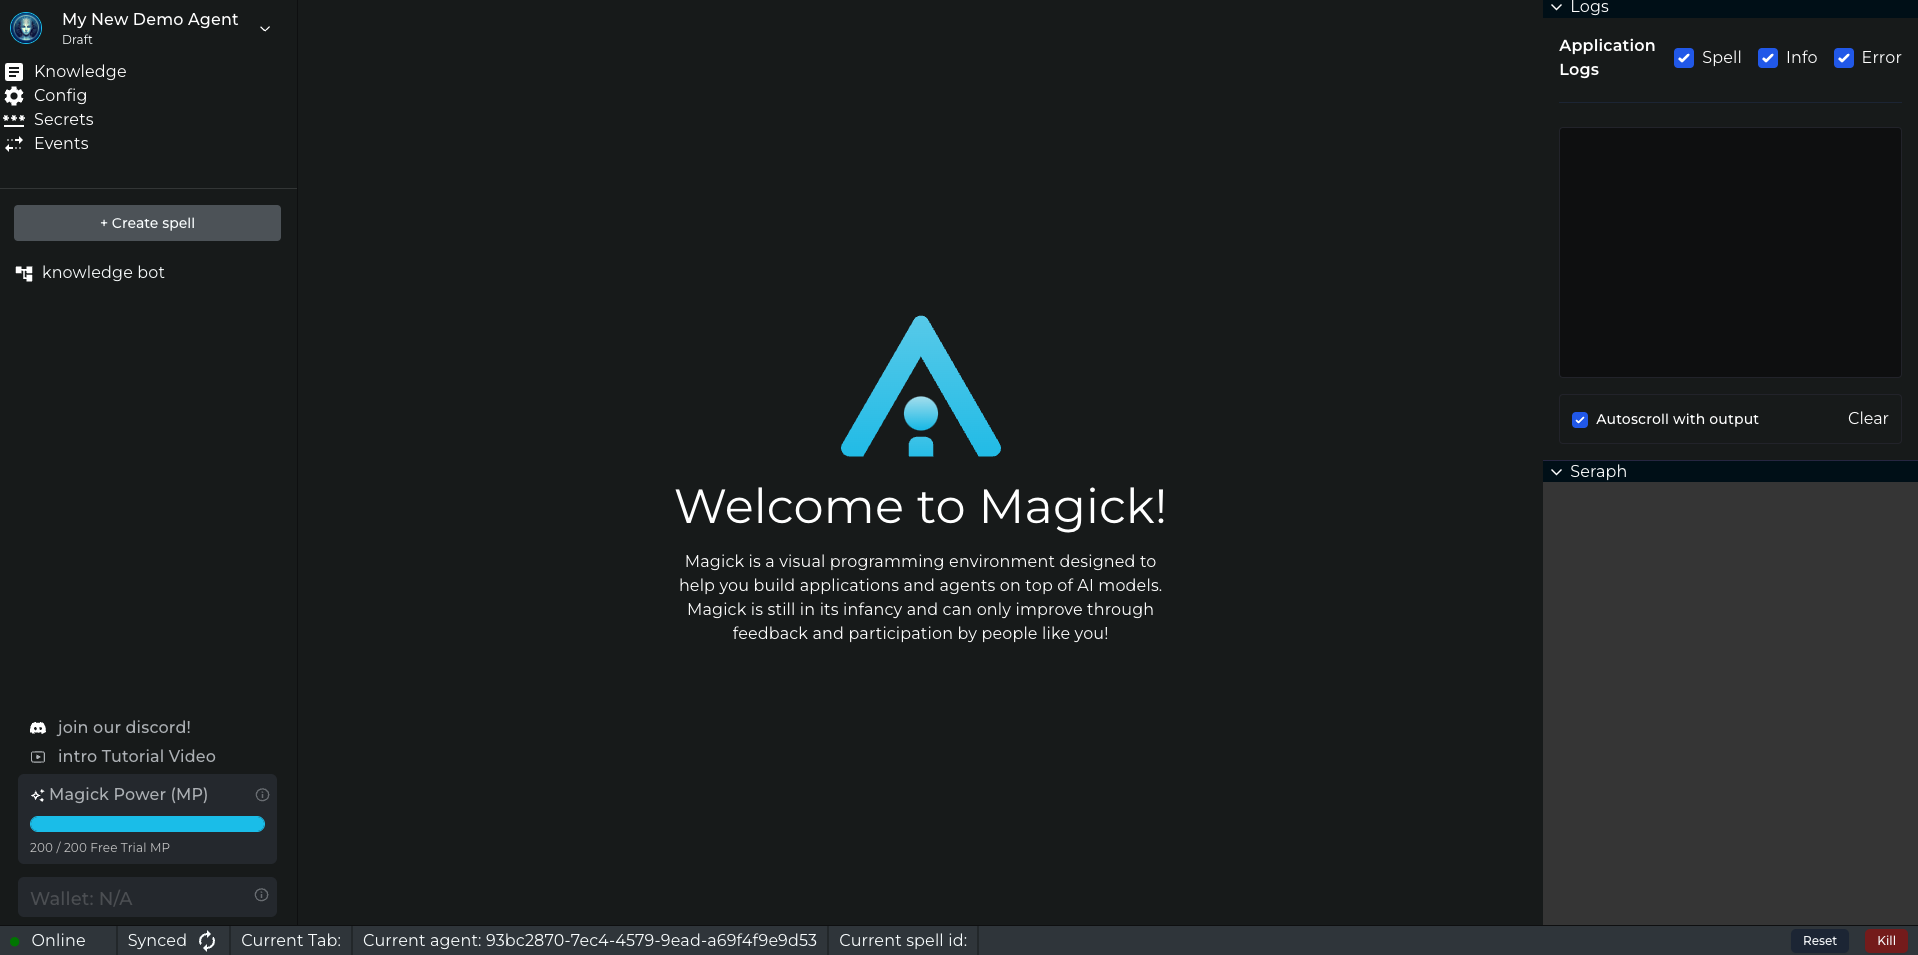 My New Demo Agent
Draft
Knowledge
Config
Secrets
Events
+ Create spell
knowledge bot
join our discord!
intro Tutorial Video
Magick Power (MP)
200 / 200 Free Trial MP
Wallet: N/A
Welcome to Magick!
Magick is a visual programming environment designed to
help you build applications and agents on top of AI models.
Magick is still in its infancy and can only improve through
feedback and participation by people like you!
Logs
Application
Logs
Spell
Info
Error
Autoscroll with output
Clear
Seraph
Online
Synced
Current Tab:
Current agent: 93bc2870-7ec4-4579-9ead-a69f4f9e9d53
Current spell id:
Reset
Kill